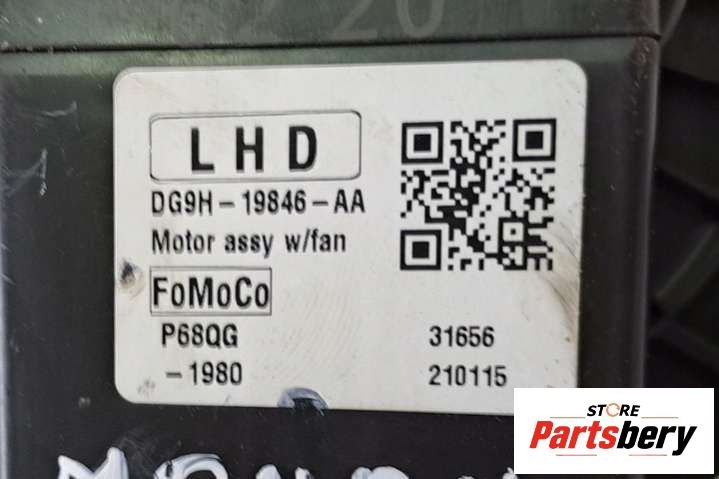 LHD
DG9H-19846-AA
Motor assy w/fan
FoMoCo
P68QG 31656
-1980 210115
STORE
Partsbery